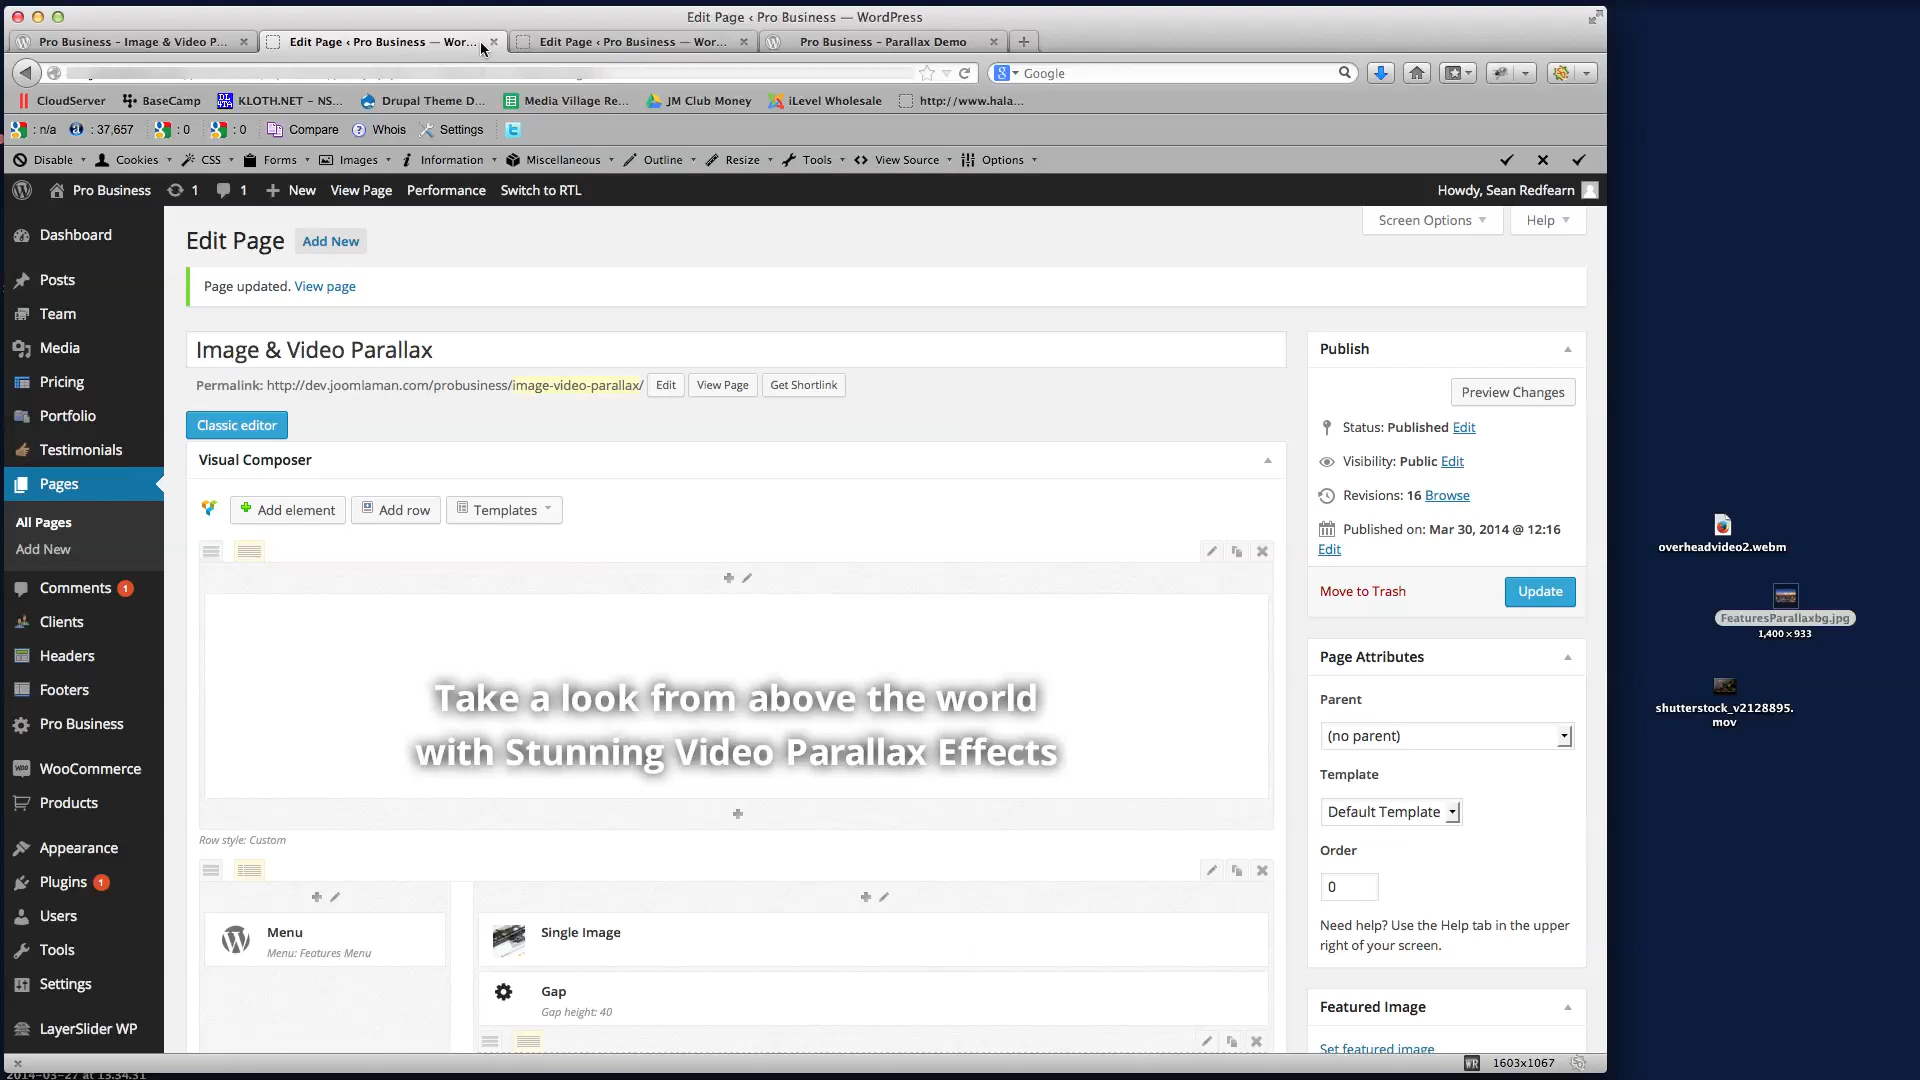 Edit Page ‹ Pro Business — WordPress
Pro Business - Image & Video P...
Edit Page ‹ Pro Business — Wor...
Edit Page ‹ Pro Business — Wor...
Pro Business - Parallax Demo
Google
CloudServer BaseCamp KLOTH.NET - NS... Drupal Theme D... Media Village Re... JM Club Money iLevel Wholesale http://www.hala...
: n/a : 37,657 : 0 : 0 Compare Whois Settings
Disable Cookies CSS Forms Images Information Miscellaneous Outline Resize Tools View Source Options
Pro Business 1 1 New View Page Performance Switch to RTL Howdy, Sean Redfearn
Screen Options Help
Dashboard
Posts
Team
Media
Pricing
Portfolio
Testimonials
Pages
All Pages
Add New
Comments 1
Clients
Headers
Footers
Pro Business
WooCommerce
Products
Appearance
Plugins 1
Users
Tools
Settings
LayerSlider WP
Edit Page Add New
Page updated. View page
Image & Video Parallax
Permalink: http://dev.joomlaman.com/probusiness/image-video-parallax/ Edit View Page Get Shortlink
Classic editor
Visual Composer
Add element Add row Templates
Take a look from above the world
with Stunning Video Parallax Effects
Row style: Custom
Menu
Menu: Features Menu
Single Image
Gap
Gap height: 40
Publish
Preview Changes
Status: Published Edit
Visibility: Public Edit
Revisions: 16 Browse
Published on: Mar 30, 2014 @ 12:16
Edit
Move to Trash Update
Page Attributes
Parent
(no parent)
Template
Default Template
Order
0
Need help? Use the Help tab in the upper
right of your screen.
Featured Image
Set featured image
1603x1067
overheadvideo2.webm
FeaturesParallaxbg.jpg
1,400 × 933
shutterstock_v2128895.
mov
2014-03-27 at 15.34.31